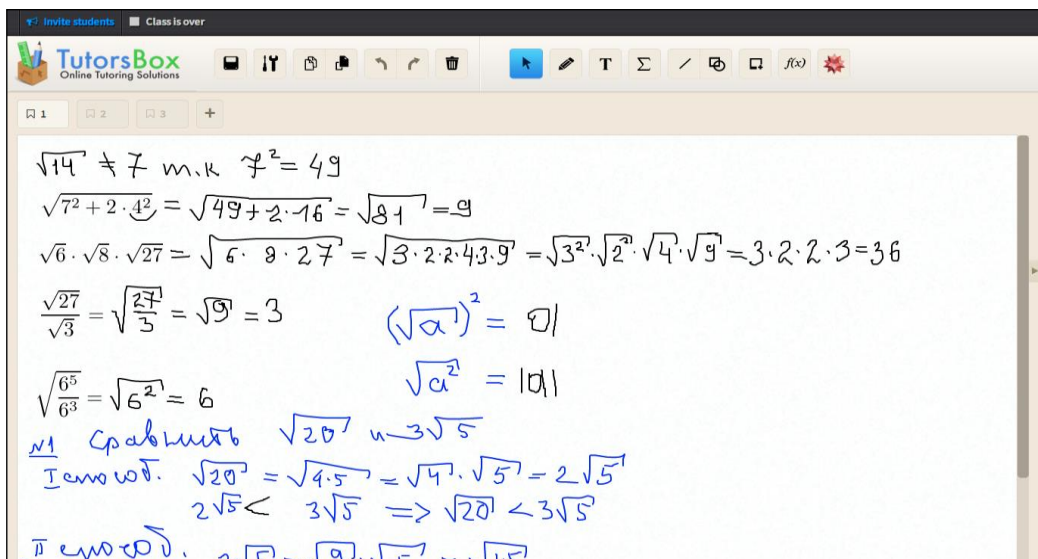 Invite students Class is over
TutorsBox
Online Tutoring Solutions
T Σ f(x)
1 2 3 +
√14 ≠ 7 т.к 7² = 49
√(7² + 2 · 4²) = √(49 + 2 · 16) = √81 = 9
√6 · √8 · √27 = √(6 · 8 · 27) = √(3·2·2·4·3·9) = √3² · √2² · √4 · √9 = 3·2·2·3 = 36
√27/√3 = √(27/3) = √9 = 3
(√a)² = a
√a² = |a|
√(6⁵/6³) = √6² = 6
№1 Сравнить √20 и 3√5
I способ. √20 = √(4·5) = √4 · √5 = 2√5
2√5 < 3√5 => √20 < 3√5
II способ.